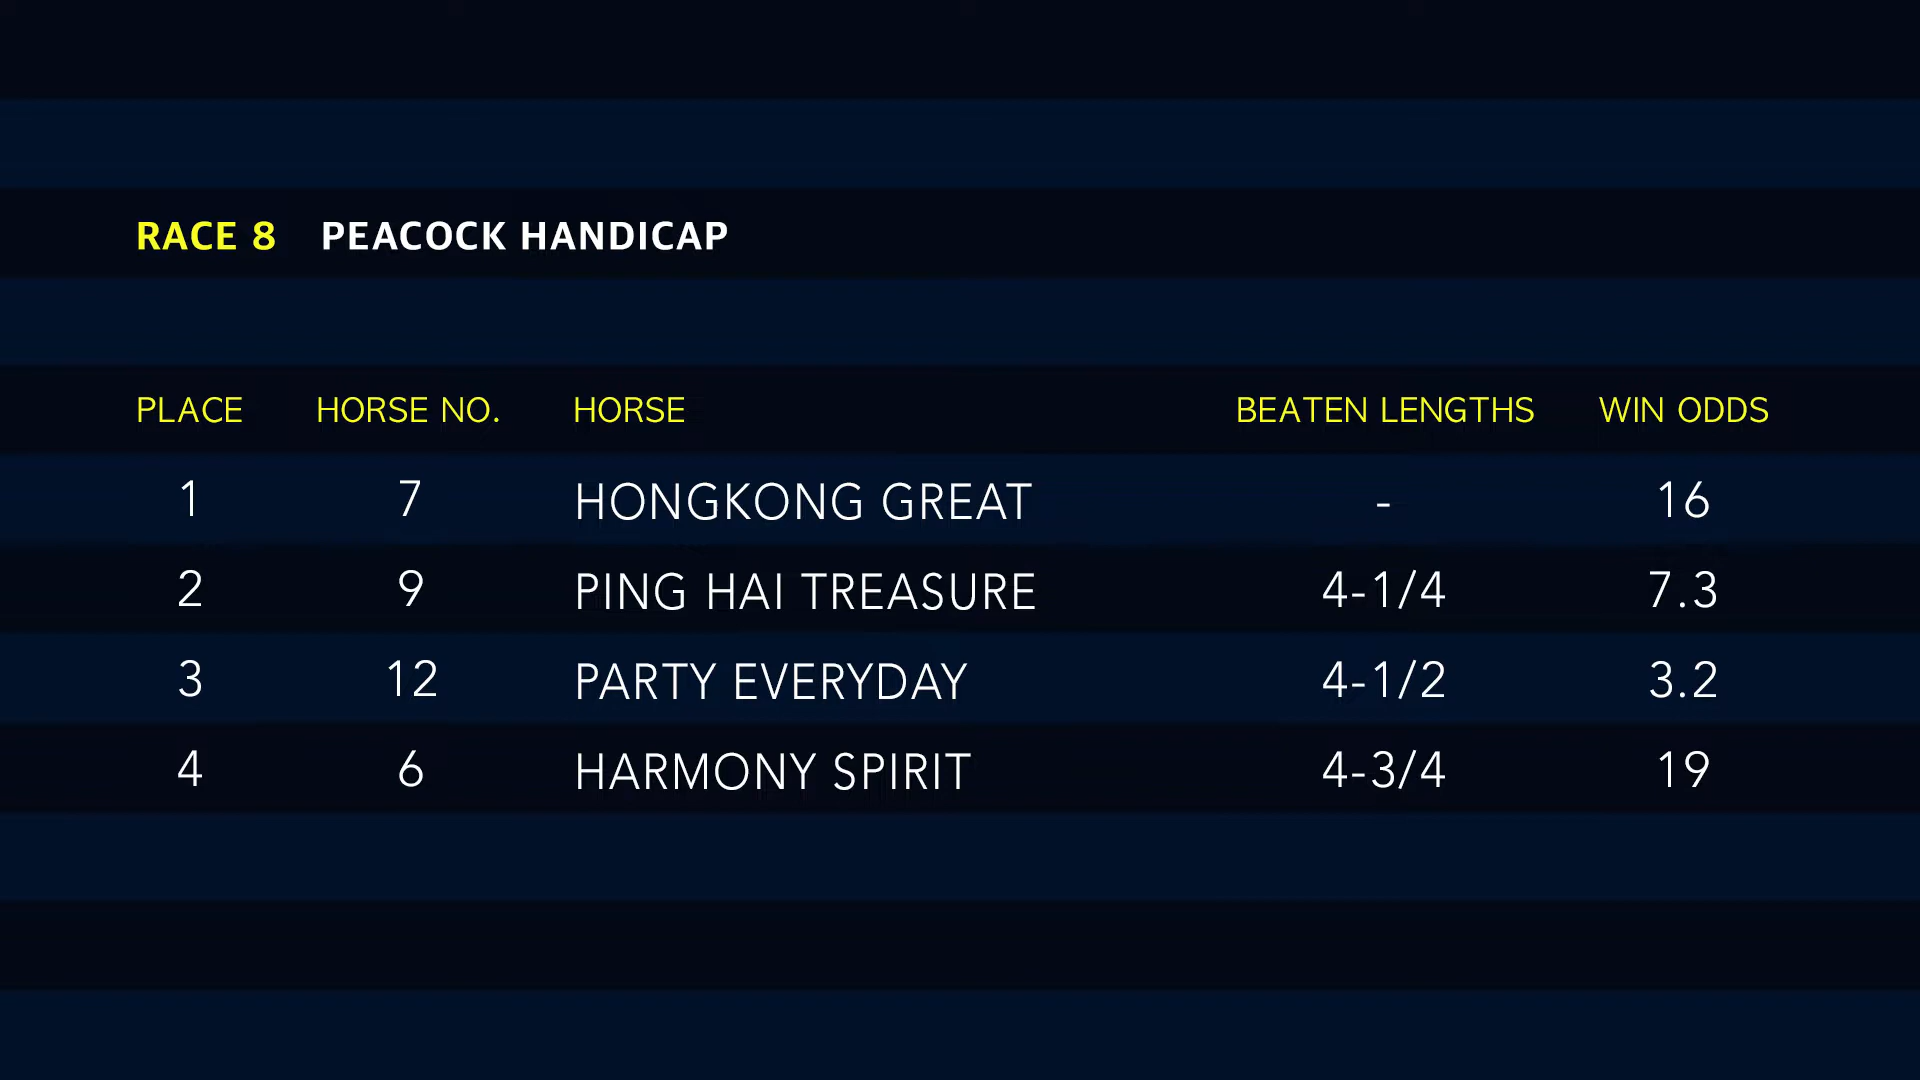 RACE 8 PEACOCK HANDICAP
PLACE HORSE NO. HORSE BEATEN LENGTHS WIN ODDS
1 7 HONGKONG GREAT - 16
2 9 PING HAI TREASURE 4-1/4 7.3
3 12 PARTY EVERYDAY 4-1/2 3.2
4 6 HARMONY SPIRIT 4-3/4 19